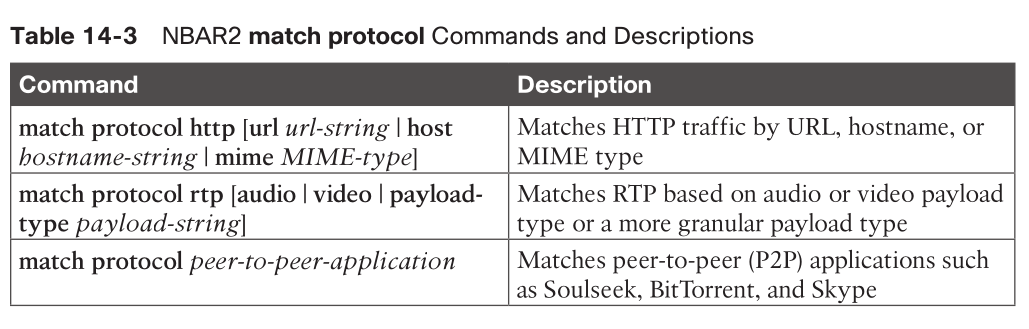 Table 14-3 NBAR2 match protocol Commands and Descriptions
Command Description
match protocol http [url url-string | host
hostname-string | mime MIME-type]
Matches HTTP traffic by URL, hostname, or
MIME type
match protocol rtp [audio | video | payload-
type payload-string]
Matches RTP based on audio or video payload
type or a more granular payload type
match protocol peer-to-peer-application
Matches peer-to-peer (P2P) applications such
as Soulseek, BitTorrent, and Skype